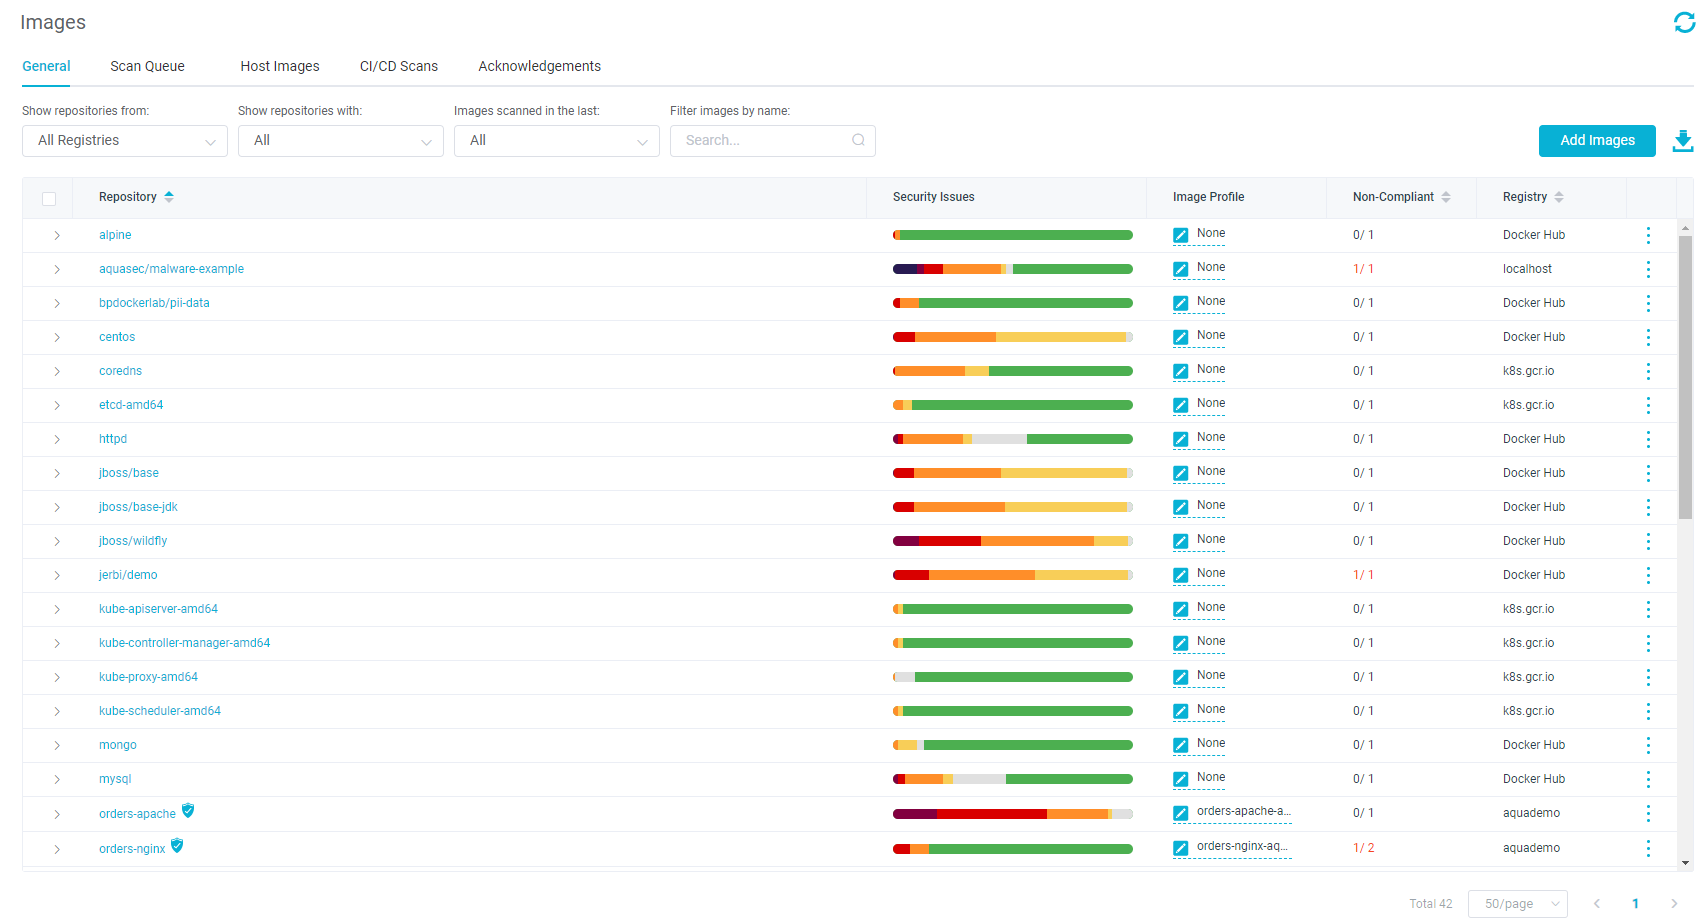 Images
General Scan Queue Host Images CI/CD Scans Acknowledgements
Show repositories from: Show repositories with: Images scanned in the last: Filter images by name:
All Registries All All Search... Add Images
Repository Security Issues Image Profile Non-Compliant Registry
alpine None 0/ 1 Docker Hub
aquasec/malware-example None 1/ 1 localhost
bpdockerlab/pii-data None 0/ 1 Docker Hub
centos None 0/ 1 Docker Hub
coredns None 0/ 1 k8s.gcr.io
etcd-amd64 None 0/ 1 k8s.gcr.io
httpd None 0/ 1 Docker Hub
jboss/base None 0/ 1 Docker Hub
jboss/base-jdk None 0/ 1 Docker Hub
jboss/wildfly None 0/ 1 Docker Hub
jerbi/demo None 1/ 1 Docker Hub
kube-apiserver-amd64 None 0/ 1 k8s.gcr.io
kube-controller-manager-amd64 None 0/ 1 k8s.gcr.io
kube-proxy-amd64 None 0/ 1 k8s.gcr.io
kube-scheduler-amd64 None 0/ 1 k8s.gcr.io
mongo None 0/ 1 Docker Hub
mysql None 0/ 1 Docker Hub
orders-apache orders-apache-a... 0/ 1 aquademo
orders-nginx orders-nginx-aq... 1/ 2 aquademo
Total 42 50/page 1